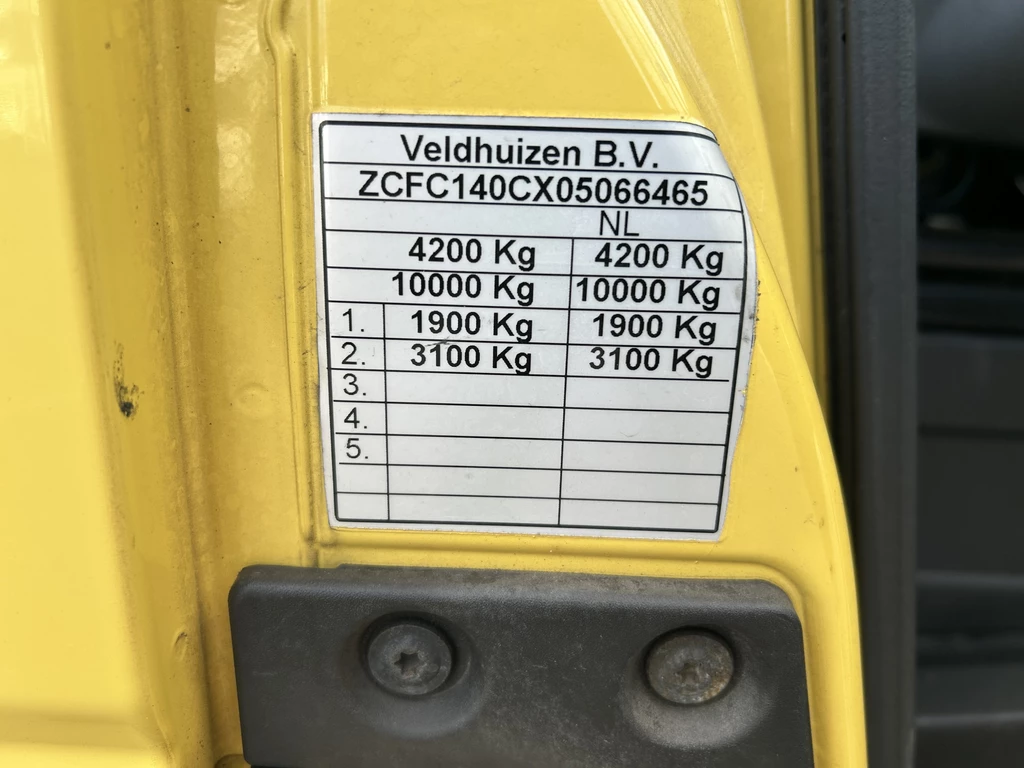 Veldhuizen B.V.
ZCFC140CX05066465
NL
4200 Kg 4200 Kg
10000 Kg 10000 Kg
1. 1900 Kg 1900 Kg
2. 3100 Kg 3100 Kg
3.
4.
5.